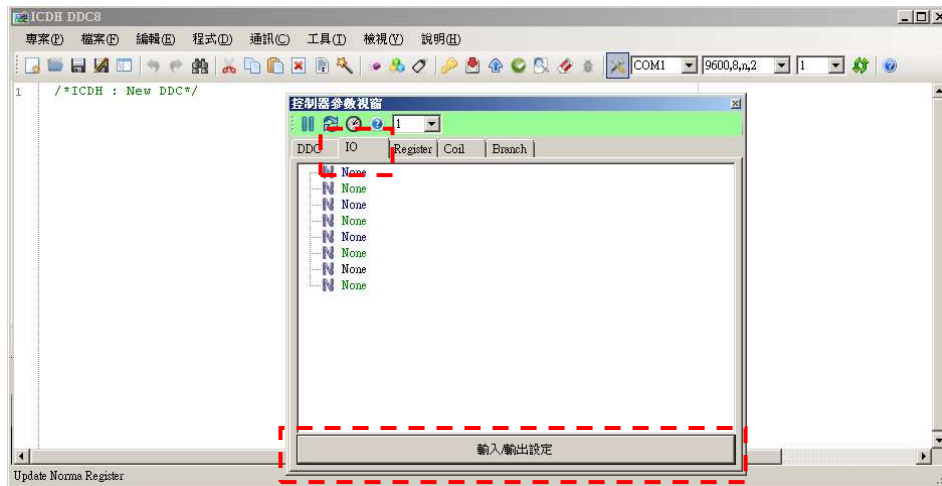 ICDH DDC8
專案(P) 檔案(F) 編輯(E) 程式(D) 通訊(C) 工具(T) 檢視(V) 說明(H)
COM1 9600,8,n,2 1
1 /*ICDH : New DDC*/
控制器參數視窗
1
DDC IO Register Coil Branch
None
None
None
None
None
None
None
None
輸入/輸出設定
Update Norma Register